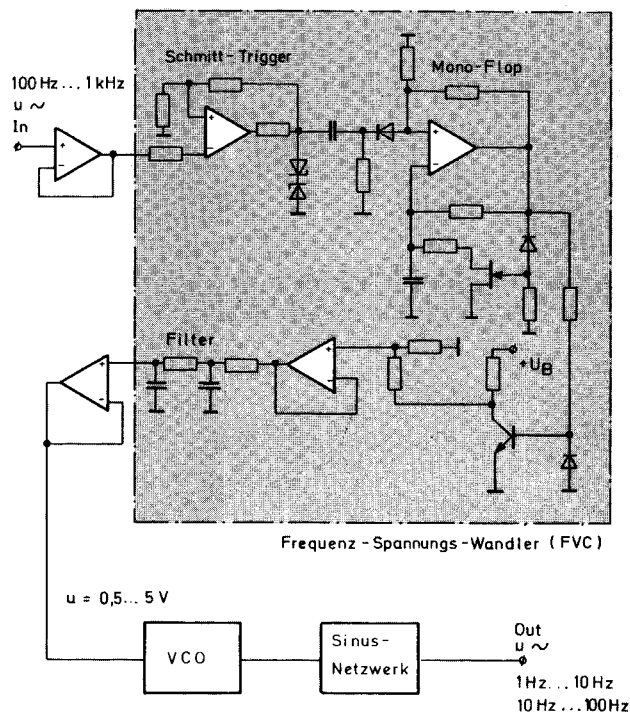 Schmitt-Trigger
Mono-Flop
100 Hz ... 1 kHz
u ~
In
+
-
+
-
+
-
Filter
+
-
+
-
+UB
Frequenz-Spannungs-Wandler (FVC)
u = 0,5 ... 5 V
VCO
Sinus-
Netzwerk
Out
u ~
1 Hz ... 10 Hz
10 Hz ... 100 Hz